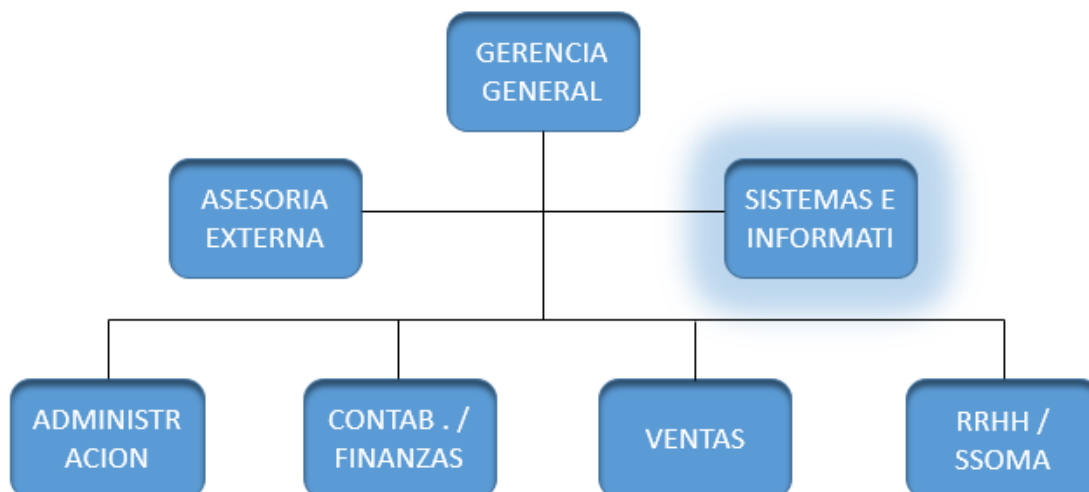 GERENCIA
GENERAL
ASESORIA
EXTERNA
SISTEMAS E
INFORMATI
ADMINISTR
ACION
CONTAB . /
FINANZAS
VENTAS
RRHH /
SSOMA